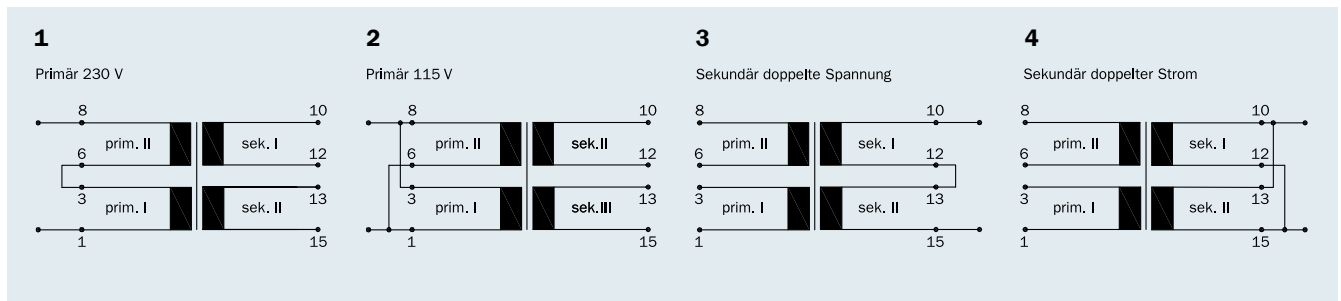 1
Primär 230 V
8
10
prim. II
sek. I
6
12
3
13
prim. I
sek. II
1
15
2
Primär 115 V
8
10
prim. II
sek.II
6
12
3
13
prim. I
sek.III
1
15
3
Sekundär doppelte Spannung
8
10
prim. II
sek. I
6
12
3
13
prim. I
sek. II
1
15
4
Sekundär doppelter Strom
8
10
prim. II
sek. I
6
12
3
13
prim. I
sek. II
1
15